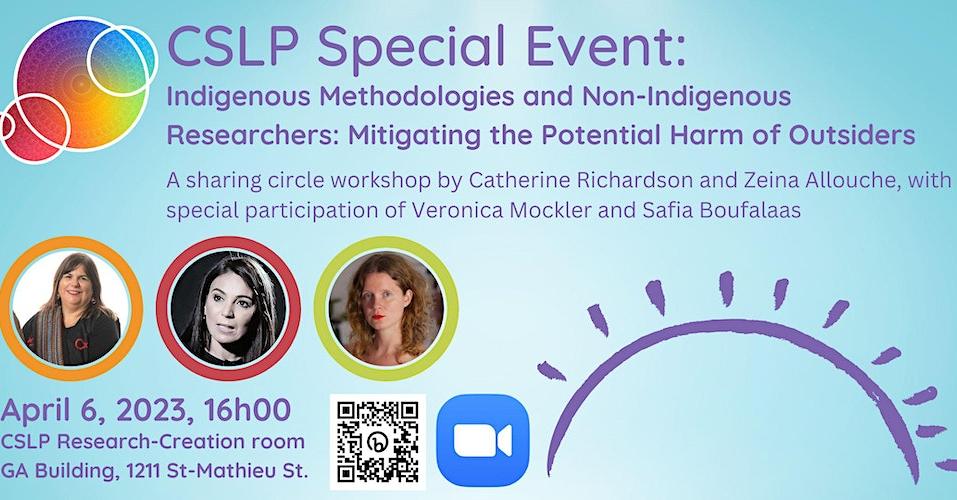 CSLP Special Event:
Indigenous Methodologies and Non-Indigenous
Researchers: Mitigating the Potential Harm of Outsiders
A sharing circle workshop by Catherine Richardson and Zeina Allouche, with
special participation of Veronica Mockler and Safia Boufalaas
April 6, 2023, 16h00
CSLP Research-Creation room
GA Building, 1211 St-Mathieu St.